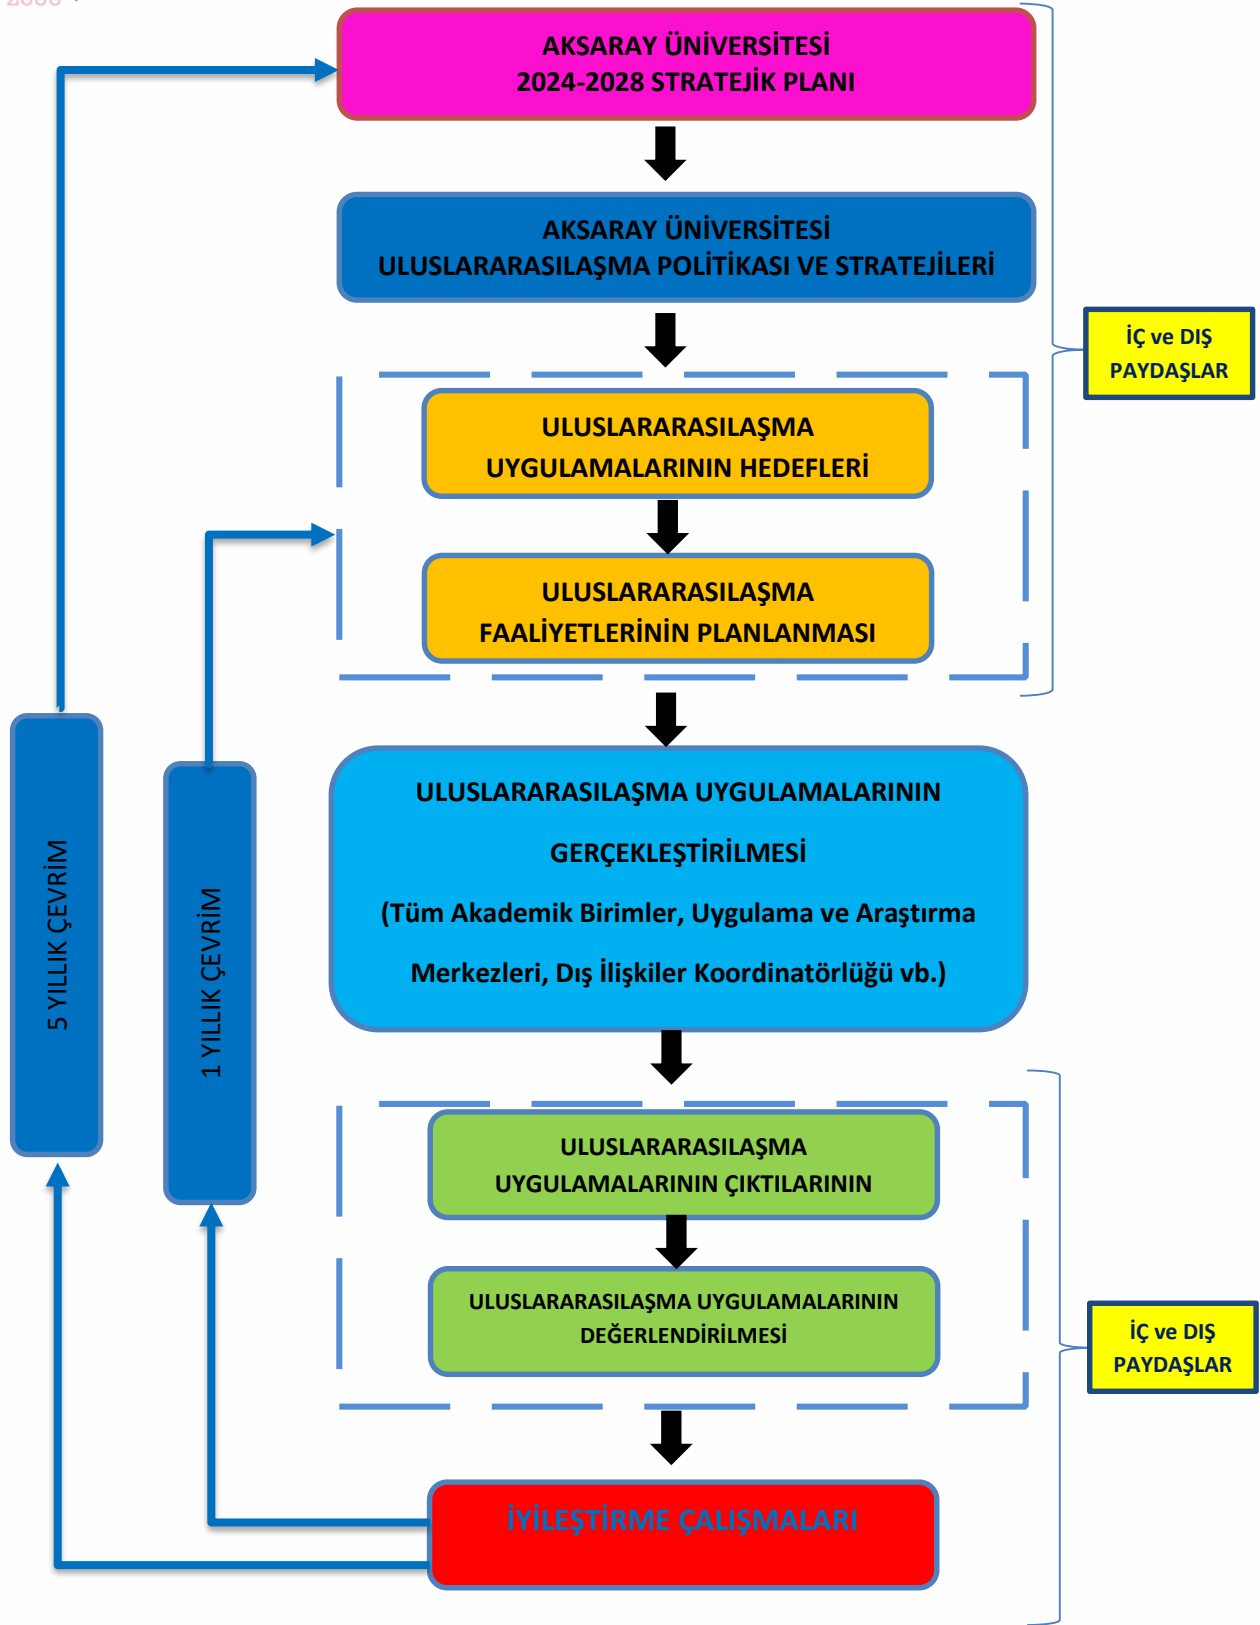 AKSARAY ÜNİVERSİTESİ
2024-2028 STRATEJİK PLANI
AKSARAY ÜNİVERSİTESİ
ULUSLARARASILAŞMA POLİTİKASI VE STRATEJİLERİ
İÇ ve DIŞ
PAYDAŞLAR
ULUSLARARASILAŞMA
UYGULAMALARININ HEDEFLERİ
ULUSLARARASILAŞMA
FAALİYETLERİNİN PLANLANMASI
5 YILLIK ÇEVRİM
1 YILLIK ÇEVRİM
ULUSLARARASILAŞMA UYGULAMALARININ
GERÇEKLEŞTİRİLMESİ
(Tüm Akademik Birimler, Uygulama ve Araştırma
Merkezleri, Dış İlişkiler Koordinatörlüğü vb.)
ULUSLARARASILAŞMA
UYGULAMALARININ ÇIKTILARININ
ULUSLARARASILAŞMA UYGULAMALARININ
DEĞERLENDİRİLMESİ
İÇ ve DIŞ
PAYDAŞLAR
İYİLEŞTİRME ÇALIŞMALARI